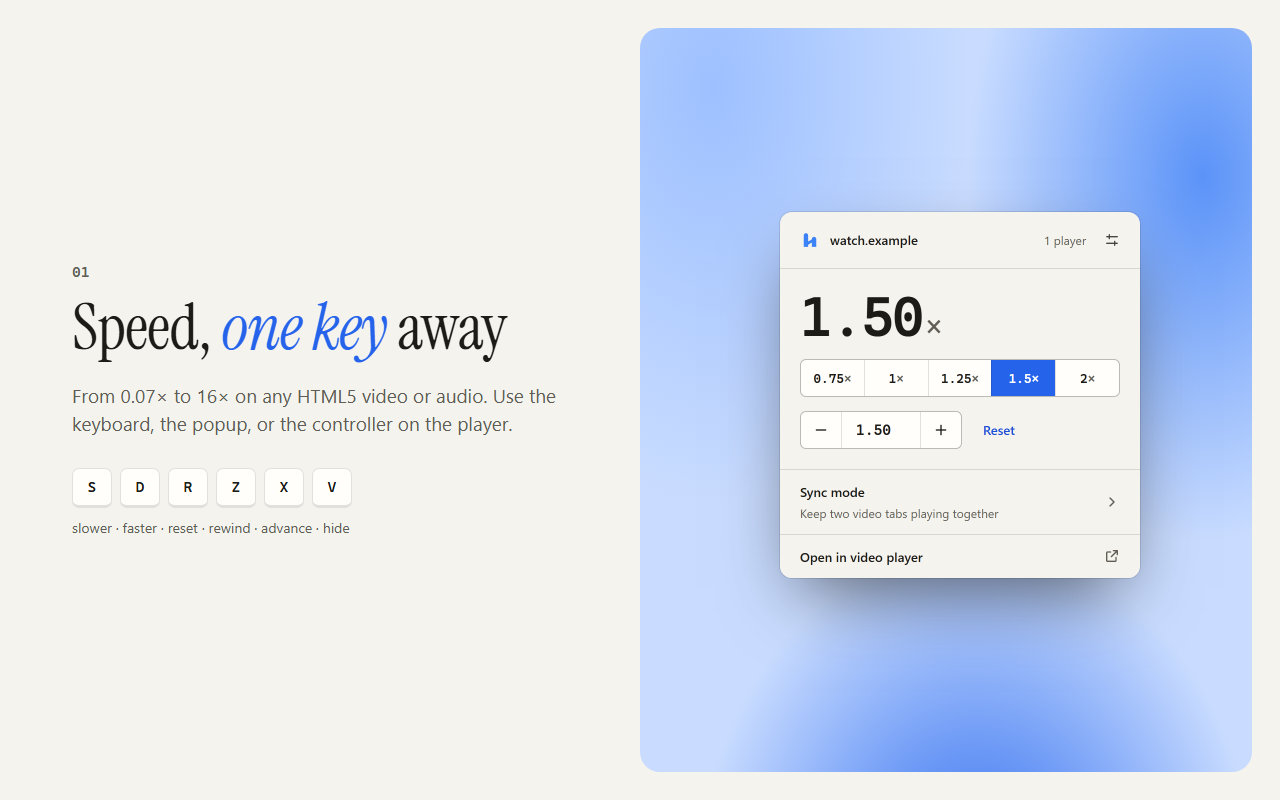 01
Speed, one key away
From 0.07× to 16× on any HTML5 video or audio. Use the
keyboard, the popup, or the controller on the player.
S D R Z X V
slower · faster · reset · rewind · advance · hide
watch.example 1 player
1.50×
0.75× 1× 1.25× 1.5× 2×
− 1.50 + Reset
Sync mode
Keep two video tabs playing together
Open in video player